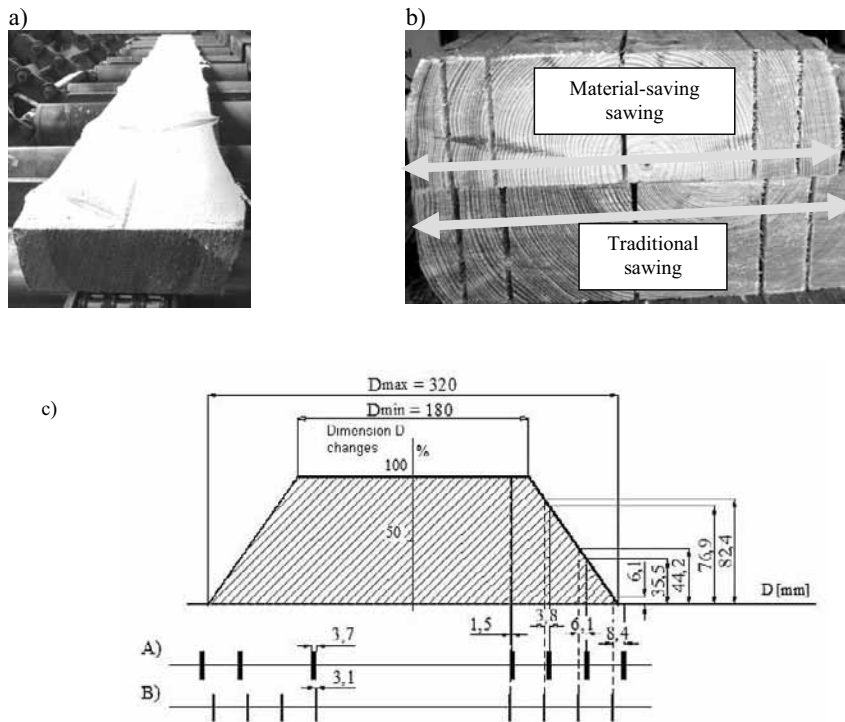 a)
b)
Material-saving
sawing
Traditional
sawing
c)
Dmax = 320
Dmin = 180
Dimension D
changes
%
100
50
6,1
35,5
44,2
76,9
82,4
D [mm]
1,5
3,8
6,1
8,4
A)
3,7
B)
3,1